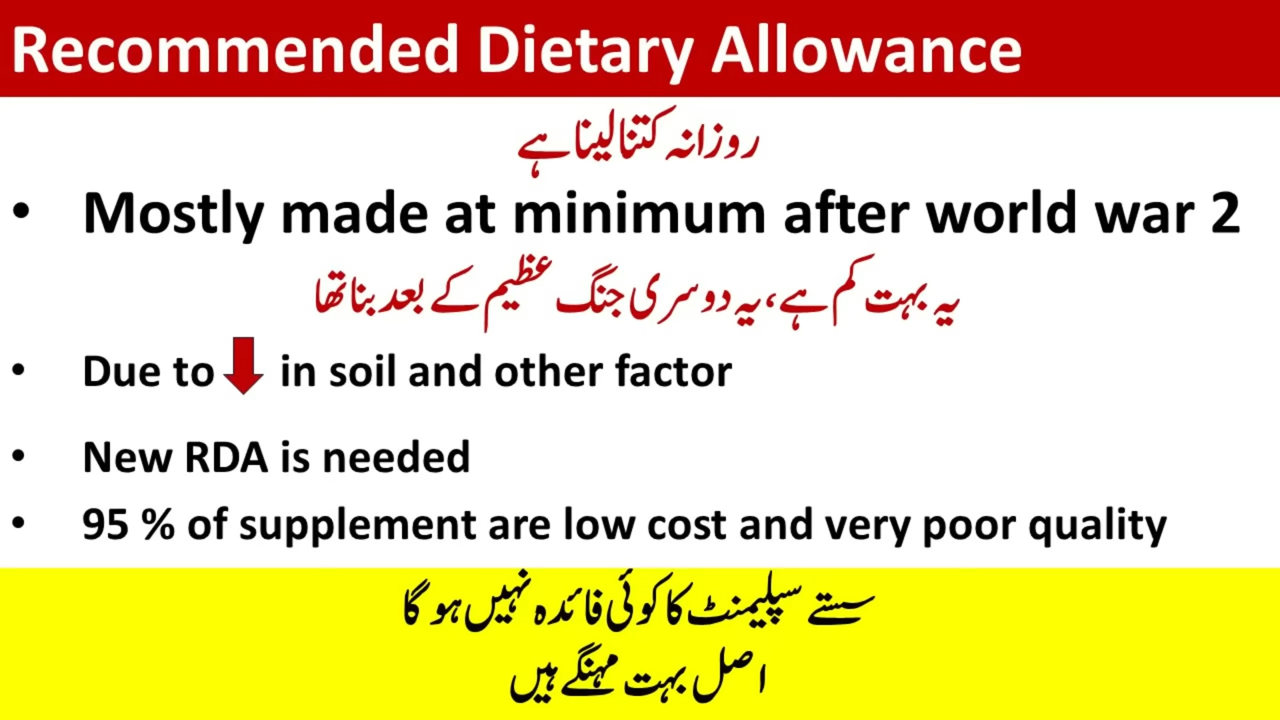 Recommended Dietary Allowance
روزانہ کتنا لینا ہے
• Mostly made at minimum after world war 2
یہ بہت کم ہے، یہ دوسری جنگ عظیم کے بعد بنا تھا
• Due to ⬇ in soil and other factor
• New RDA is needed
• 95 % of supplement are low cost and very poor quality
سستے سپلیمنٹ کا کوئی فائدہ نہیں ہو گا
اصل بہت مہنگے ہیں